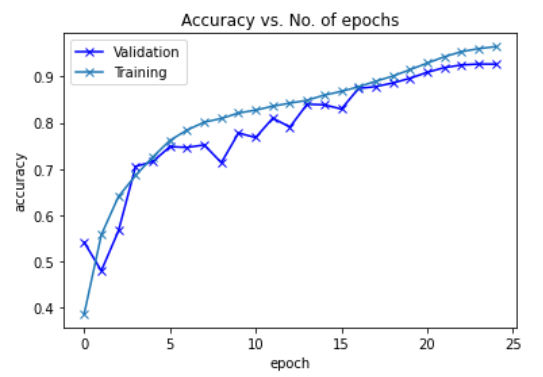 Accuracy vs. No. of epochs
Validation
Training
accuracy
0.9
0.8
0.7
0.6
0.5
0.4
0 5 10 15 20 25
epoch